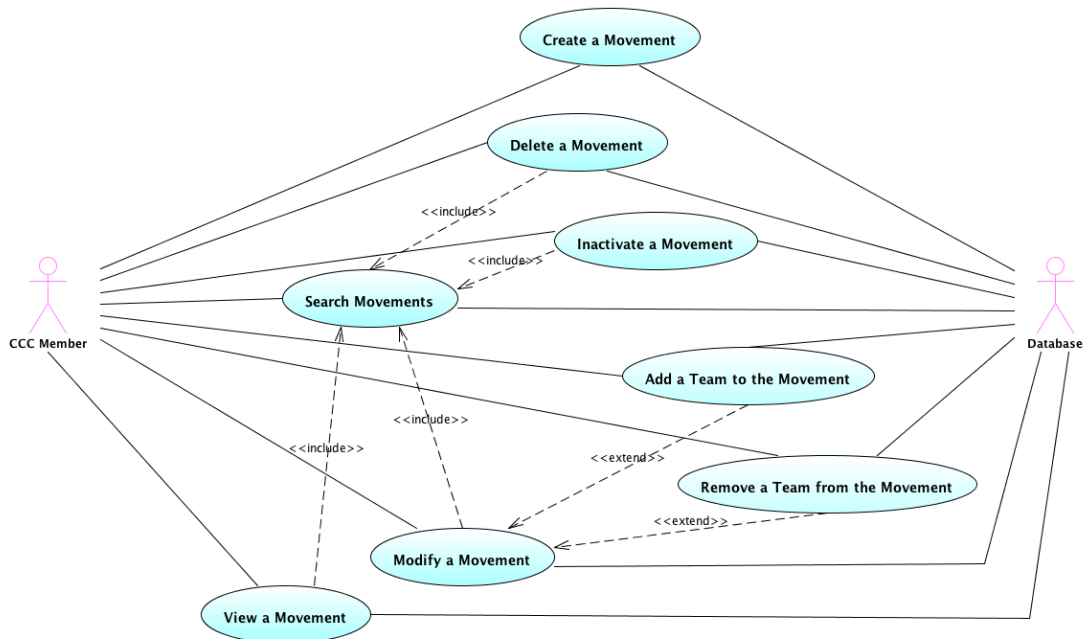 Create a Movement
Delete a Movement
<<include>>
Inactivate a Movement
<<include>>
Search Movements
CCC Member
Database
Add a Team to the Movement
<<include>>
<<include>>
<<extend>>
Remove a Team from the Movement
<<extend>>
Modify a Movement
View a Movement